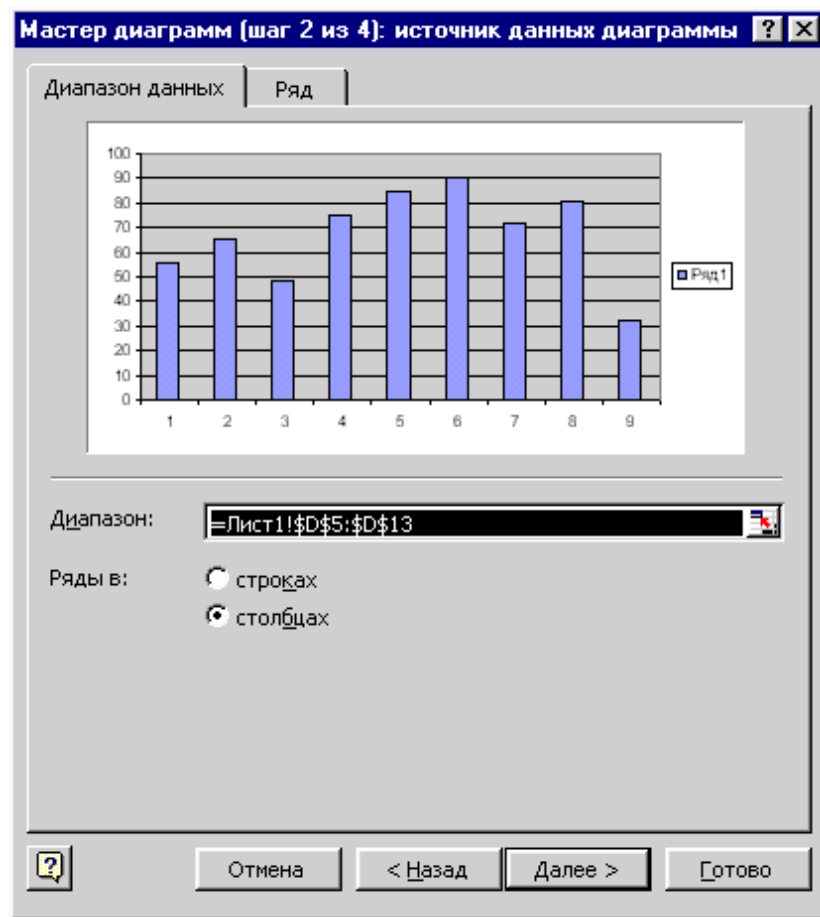 Мастер диаграмм (шаг 2 из 4): источник данных диаграммы
Диапазон данных Ряд
100
90
80
70
60
50
40
30
20
10
0
1 2 3 4 5 6 7 8 9
Ряд1
Диапазон: =Лист1!$D$5:$D$13
Ряды в: строках
столбцах
Отмена < Назад Далее > Готово